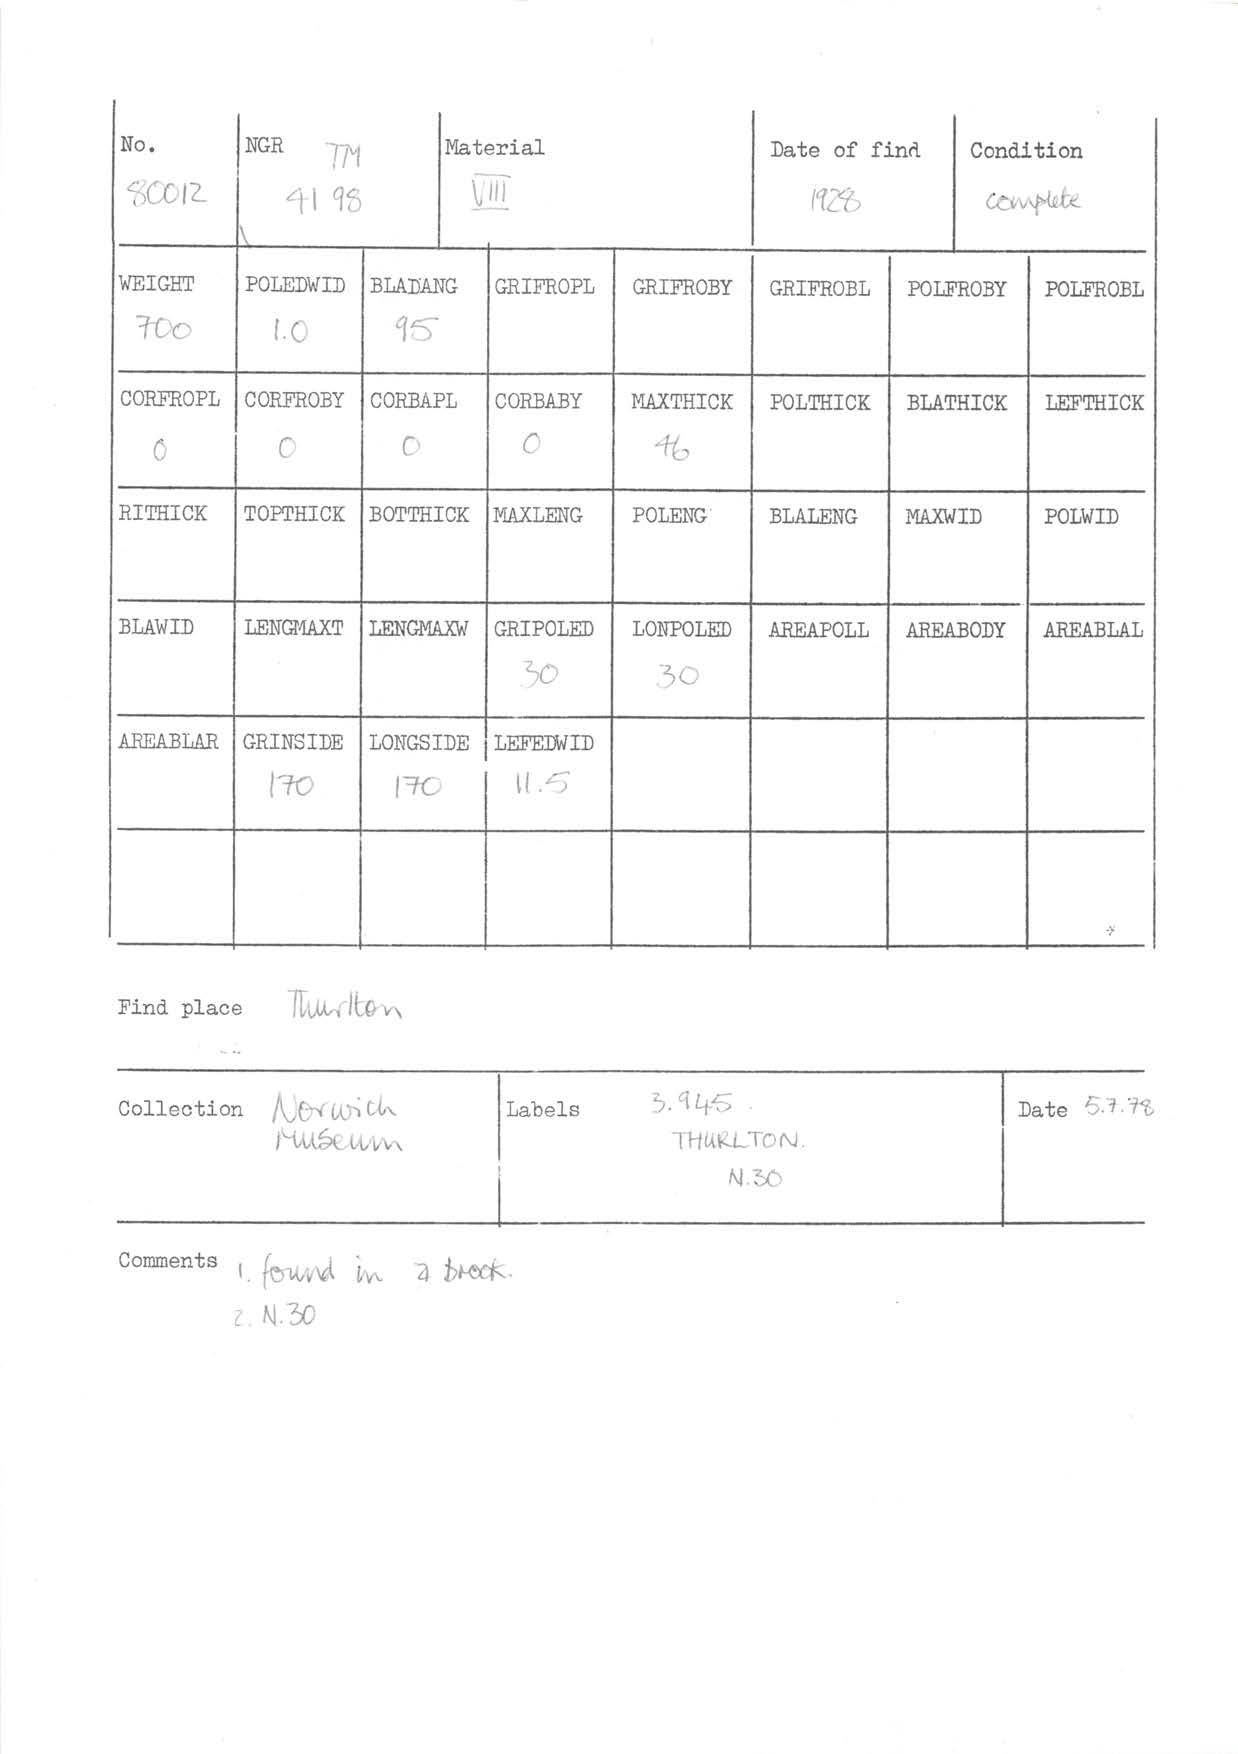 No. NGR TM Material Date of find Condition
80012 41 98 VIII 1928 complete
WEIGHT POLEDWID BLADANG GRIFROPL GRIFROBY GRIFROBL POLFROBY POLFROBL
700 1.0 95
CORFROPL CORFROBY CORBAPL CORBABY MAXTHICK POLTHICK BLATHICK LEFTHICK
0 0 0 0 46
RITHICK TOPTHICK BOTTHICK MAXLENG POLENG BLALENG MAXWID POLWID
BLAWID LENGMAXT LENGMAXW GRIPOLED LONPOLED AREAPOLL AREABODY AREABLAL
30 30
AREABLAR GRINSIDE LONGSIDE LEFEDWID
170 170 11.5
Find place Thurlton
Collection Norwich Labels 3.945. Date 5.7.78
Museum THURLTON.
N.30
Comments 1. found in a brook.
2. N.30